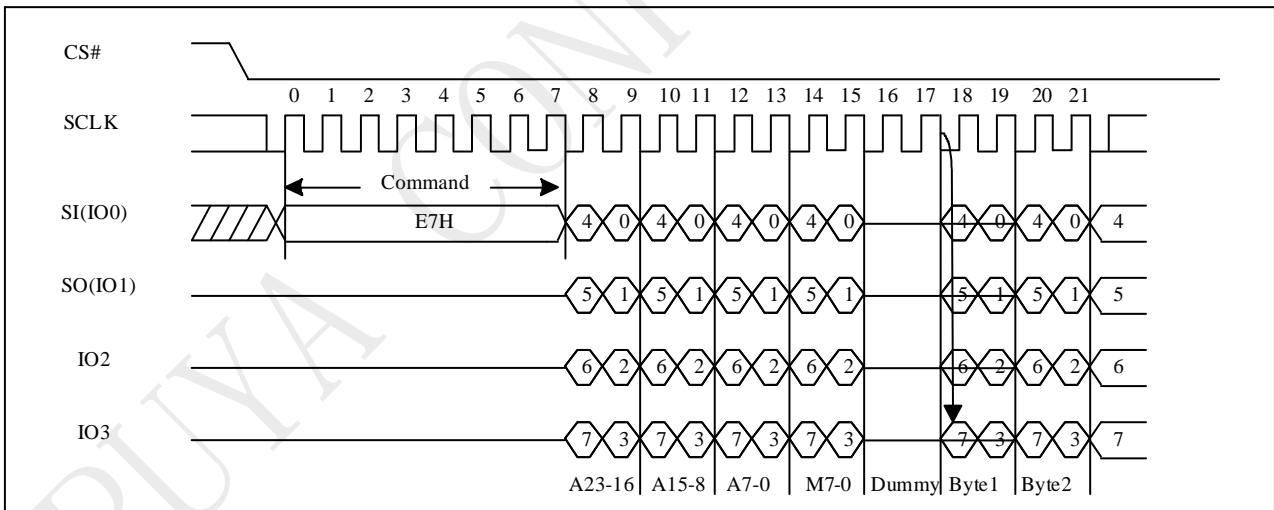 CS#
0 1 2 3 4 5 6 7 8 9 10 11 12 13 14 15 16 17 18 19 20 21
SCLK
Command
SI(IO0) E7H 4 0 4 0 4 0 4 0 4 0 4 0 4
SO(IO1) 5 1 5 1 5 1 5 1 5 1 5 1 5
IO2 6 2 6 2 6 2 6 2 6 2 6 2 6
IO3 7 3 7 3 7 3 7 3 7 3 7 3 7
A23-16 A15-8 A7-0 M7-0 Dummy Byte1 Byte2
PUYA CONF